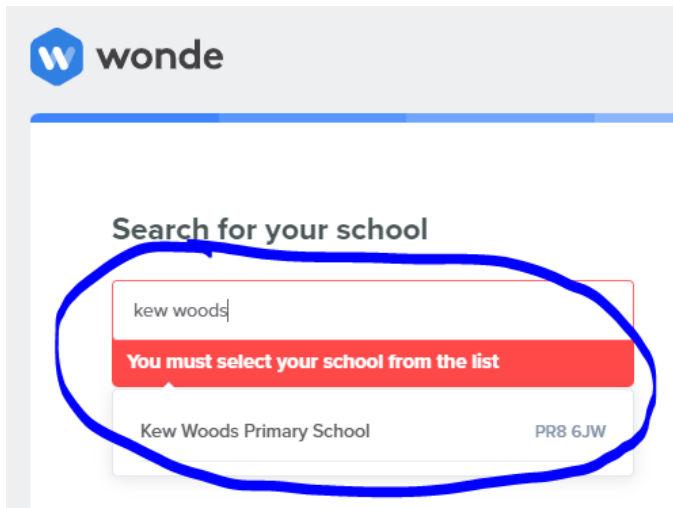 wonde
Search for your school
kew woods
You must select your school from the list
Kew Woods Primary School PR8 6JW